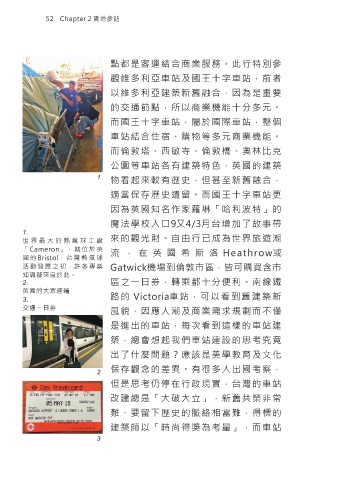 52 Chapter 2 實地參訪
點都是客運結合商業服務。此行特別參
觀維多利亞車站及國王十字車站，前者
以維多利亞建築新舊融合，因為是重要
的交通節點，所以商業機能十分多元。
而國王十字車站，屬於國際車站，整個
車站結合住宿、購物等多元商業機能。
而倫敦塔、西敏寺、倫敦橋、奧林比克
公園等車站各有建築特色，英國的建築
物看起來較有歷史，但甚至新舊融合，
適當保存歷史遺留。而國王十字車站更
因為英國知名作家羅琳「哈利波特」的
魔法學校入口9又4/3月台增加了故事帶
來的觀光財。自由行已成為世界旅遊潮
流，在英國希斯洛Heathrow或
Gatwick機場到倫敦市區，皆可購買含市
區之一日券，轉乘都十分便利。南線鐵
路的 Victoria車站，可以看到舊建築新
風貌，因應人潮及商業需求規劃而不僅
是進出的車站，每次看到這樣的車站建
築，總會想起我們車站建設的思考究竟
出了什麼問題？應該是美學教育及文化
保存觀念的差異。有很多人出國考察，
但是思考仍停在行政現實，台灣的車站
改建總是「大破大立」，新舊共榮非常
難，要留下歷史的脈絡相當難，得標的
建築師以「時尚得獎為考量」，而車站
1
1.
世界最大的熱氣球工廠
「Cameron」，就位於英
國的Bristol，台灣熱氣球
活動發展之初，許多專業
知識都來自於此。
2.
英國的大眾運輸
3.
交通一日券
2
Day Travelcard
05-MAY-18
3